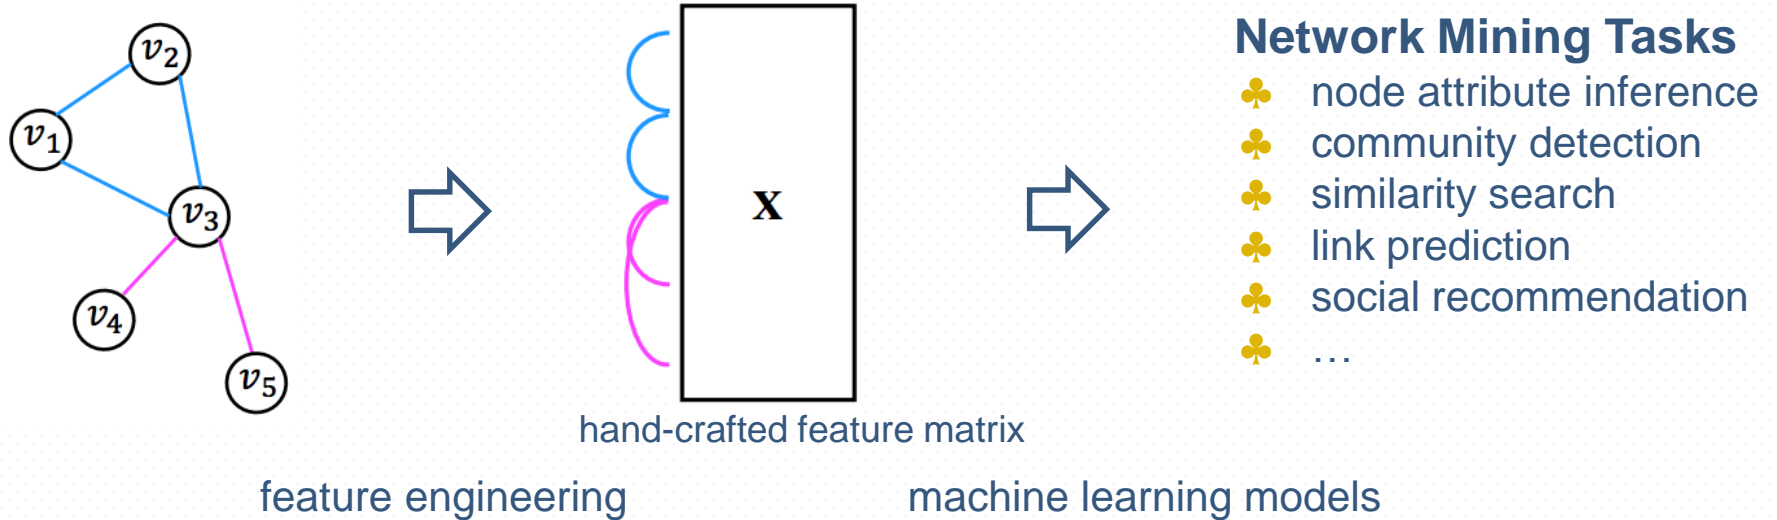 v2
v1
v3
v4
v5
X
hand-crafted feature matrix
feature engineering
machine learning models
Network Mining Tasks
♣ node attribute inference
♣ community detection
♣ similarity search
♣ link prediction
♣ social recommendation
♣ …